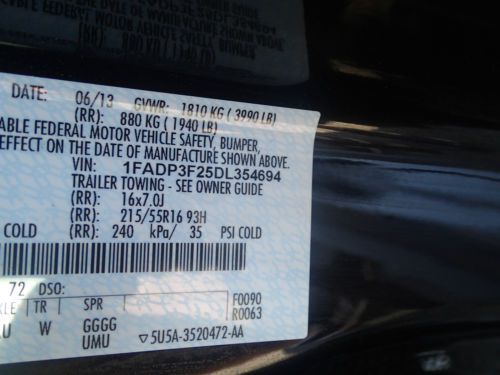 DATE: 06/13 GVWR: 1810 KG ( 3990 LB)
(RR): 880 KG ( 1940 LB)
ABLE FEDERAL MOTOR VEHICLE SAFETY, BUMPER,
EFFECT ON THE DATE OF MANUFACTURE SHOWN ABOVE.
VIN: 1FADP3F25DL354694
TRAILER TOWING - SEE OWNER GUIDE
(RR): 16x7.0J
(RR): 215/55R16 93H
COLD (RR): 240 kPa/ 35 PSI COLD
72 DSO:
XLE TR SPR F0090
R0063
U W GGGG
UMU ▽5U5A-3520472-AA